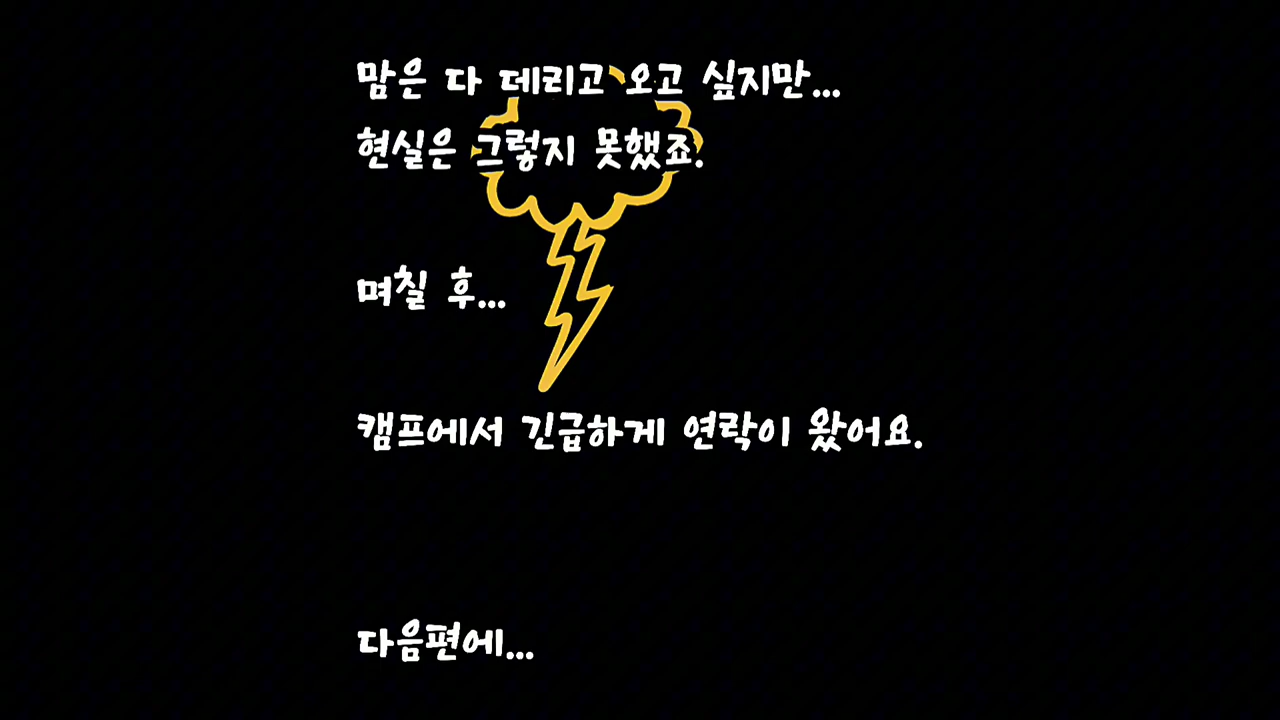 맘은 다 데리고 오고 싶지만...
현실은 그렇지 못했죠.
며칠 후...
캠프에서 긴급하게 연락이 왔어요.
다음편에...